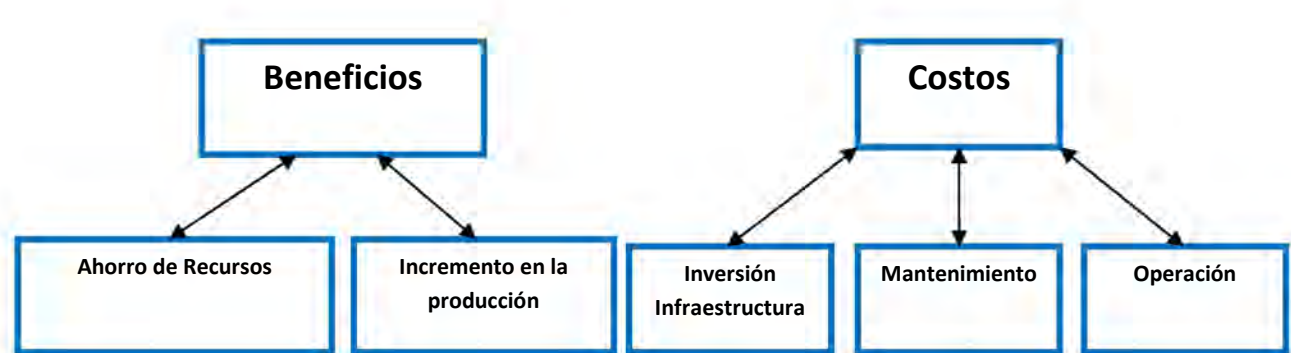 Beneficios
Costos
Ahorro de Recursos
Incremento en la
producción
Inversión
Infraestructura
Mantenimiento
Operación